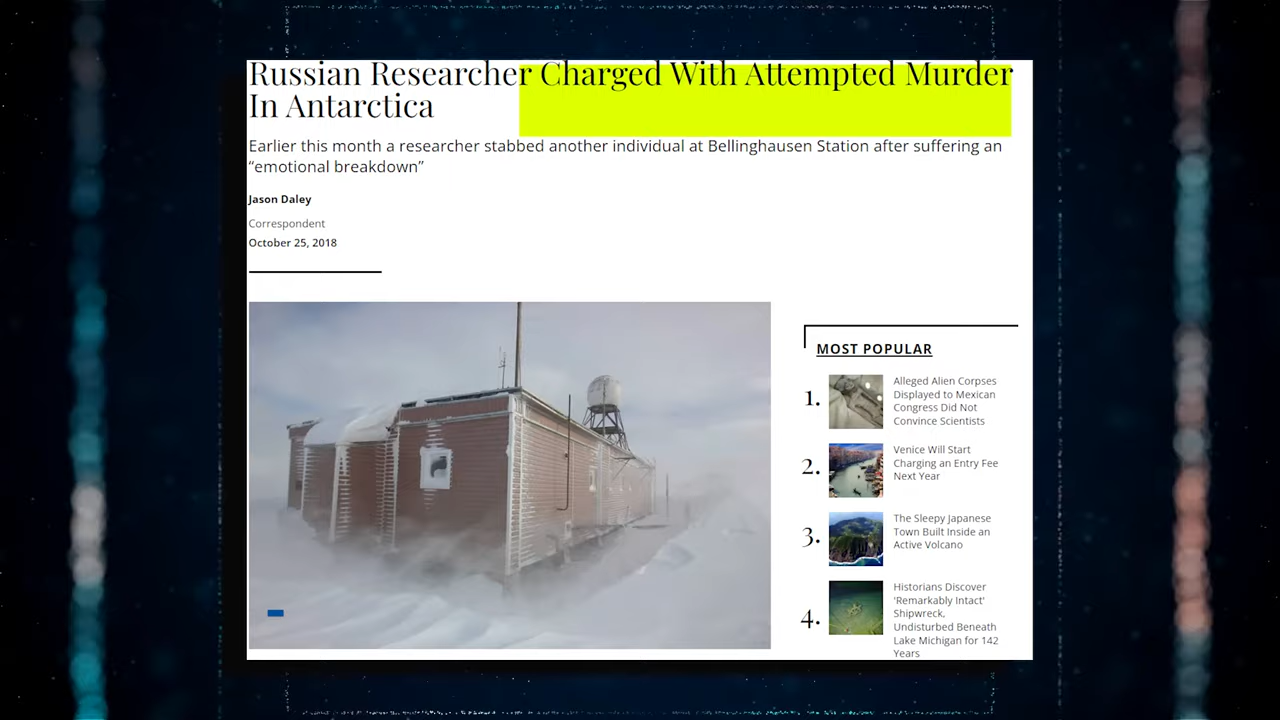 Russian Researcher Charged With Attempted Murder
In Antarctica
Earlier this month a researcher stabbed another individual at Bellinghausen Station after suffering an
“emotional breakdown”
Jason Daley
Correspondent
October 25, 2018
MOST POPULAR
1.
Alleged Alien Corpses
Displayed to Mexican
Congress Did Not
Convince Scientists
2.
Venice Will Start
Charging an Entry Fee
Next Year
3.
The Sleepy Japanese
Town Built Inside an
Active Volcano
4.
Historians Discover
'Remarkably Intact'
Shipwreck,
Undisturbed Beneath
Lake Michigan for 142
Years